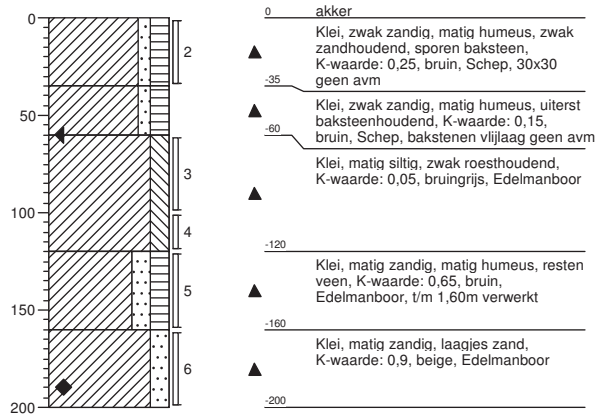 0
50
100
150
200
2
3
4
5
6
0 akker
Klei, zwak zandig, matig humeus, zwak
zandhoudend, sporen baksteen,
K-waarde: 0,25, bruin, Schep, 30x30
geen avm
-35
Klei, zwak zandig, matig humeus, uiterst
baksteenhoudend, K-waarde: 0,15,
bruin, Schep, bakstenen vlijlaag geen avm
-60
Klei, matig siltig, zwak roesthoudend,
K-waarde: 0,05, bruingrijs, Edelmanboor
-120
Klei, matig zandig, matig humeus, resten
veen, K-waarde: 0,65, bruin,
Edelmanboor, t/m 1,60m verwerkt
-160
Klei, matig zandig, laagjes zand,
K-waarde: 0,9, beige, Edelmanboor
-200